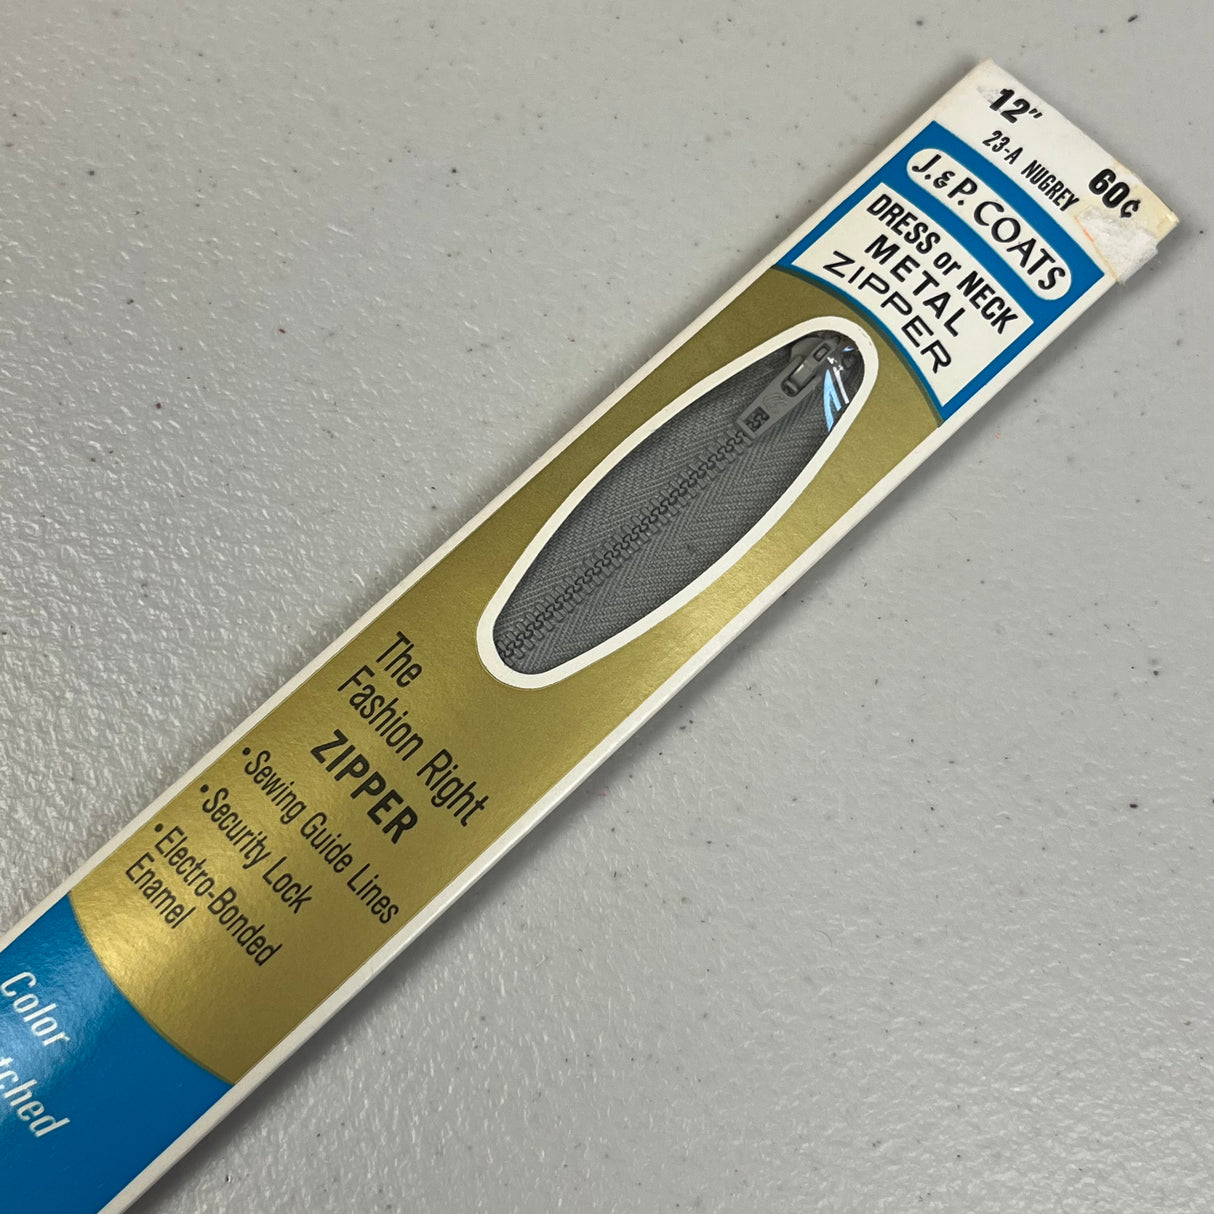 12"
23-A NUGREY
60¢
J. & P. COATS
DRESS or NECK
METAL
ZIPPER
The
Fashion Right
ZIPPER
• Sewing Guide Lines
• Security Lock
• Electro-Bonded
Enamel
Color